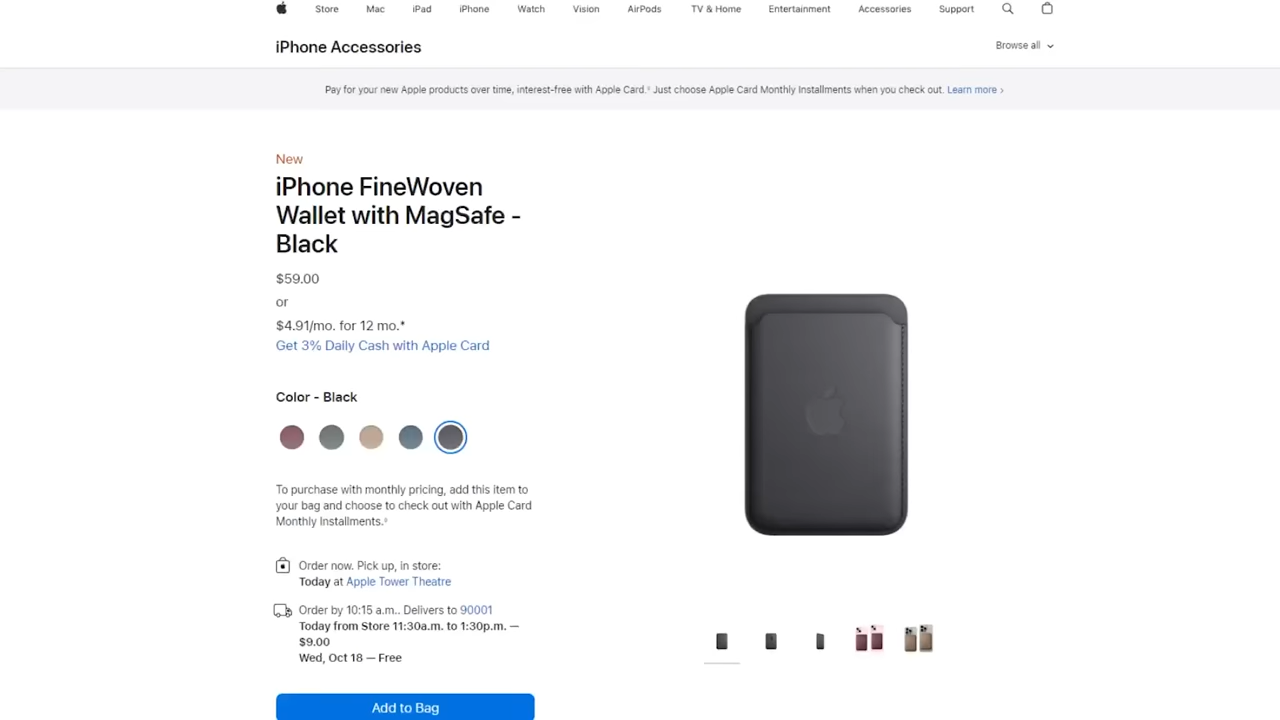 Store Mac iPad iPhone Watch Vision AirPods TV & Home Entertainment Accessories Support
iPhone Accessories
Browse all
Pay for your new Apple products over time, interest-free with Apple Card.◊ Just choose Apple Card Monthly Installments when you check out. Learn more ›
New
iPhone FineWoven
Wallet with MagSafe -
Black
$59.00
or
$4.91/mo. for 12 mo.*
Get 3% Daily Cash with Apple Card
Color - Black
To purchase with monthly pricing, add this item to
your bag and choose to check out with Apple Card
Monthly Installments.◊
Order now. Pick up, in store:
Today at Apple Tower Theatre
Order by 10:15 a.m.. Delivers to 90001
Today from Store 11:30a.m. to 1:30p.m. —
$9.00
Wed, Oct 18 — Free
Add to Bag